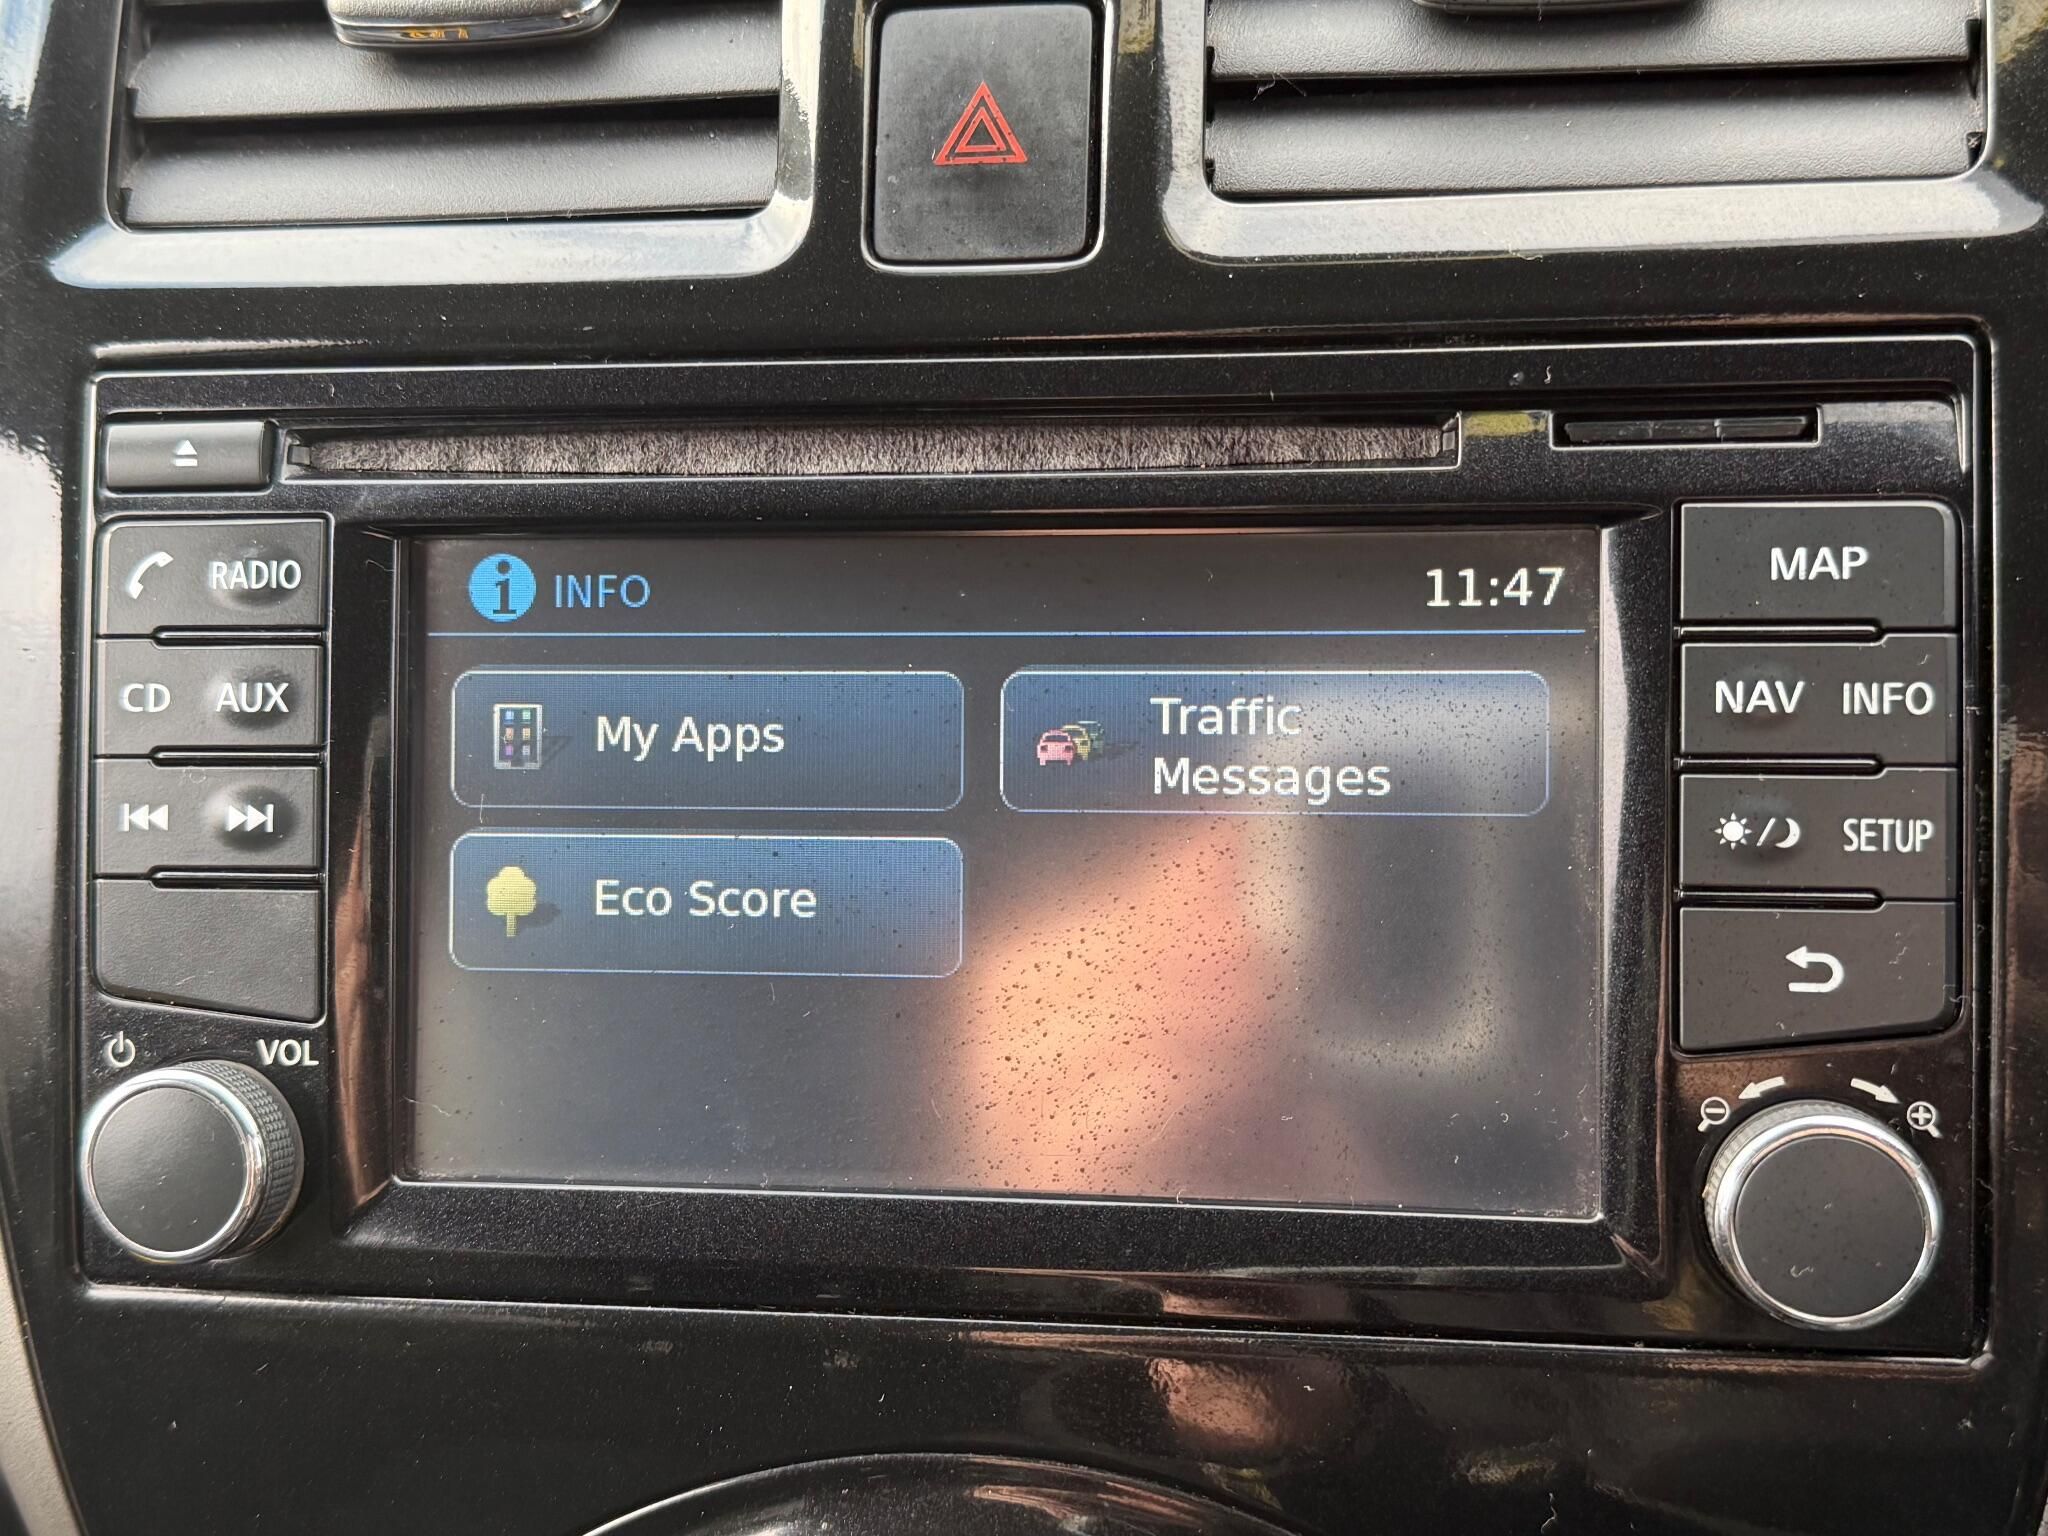 INFO
11:47
My Apps
Traffic
Messages
Eco Score
RADIO
CD AUX
VOL
MAP
NAV INFO
SETUP